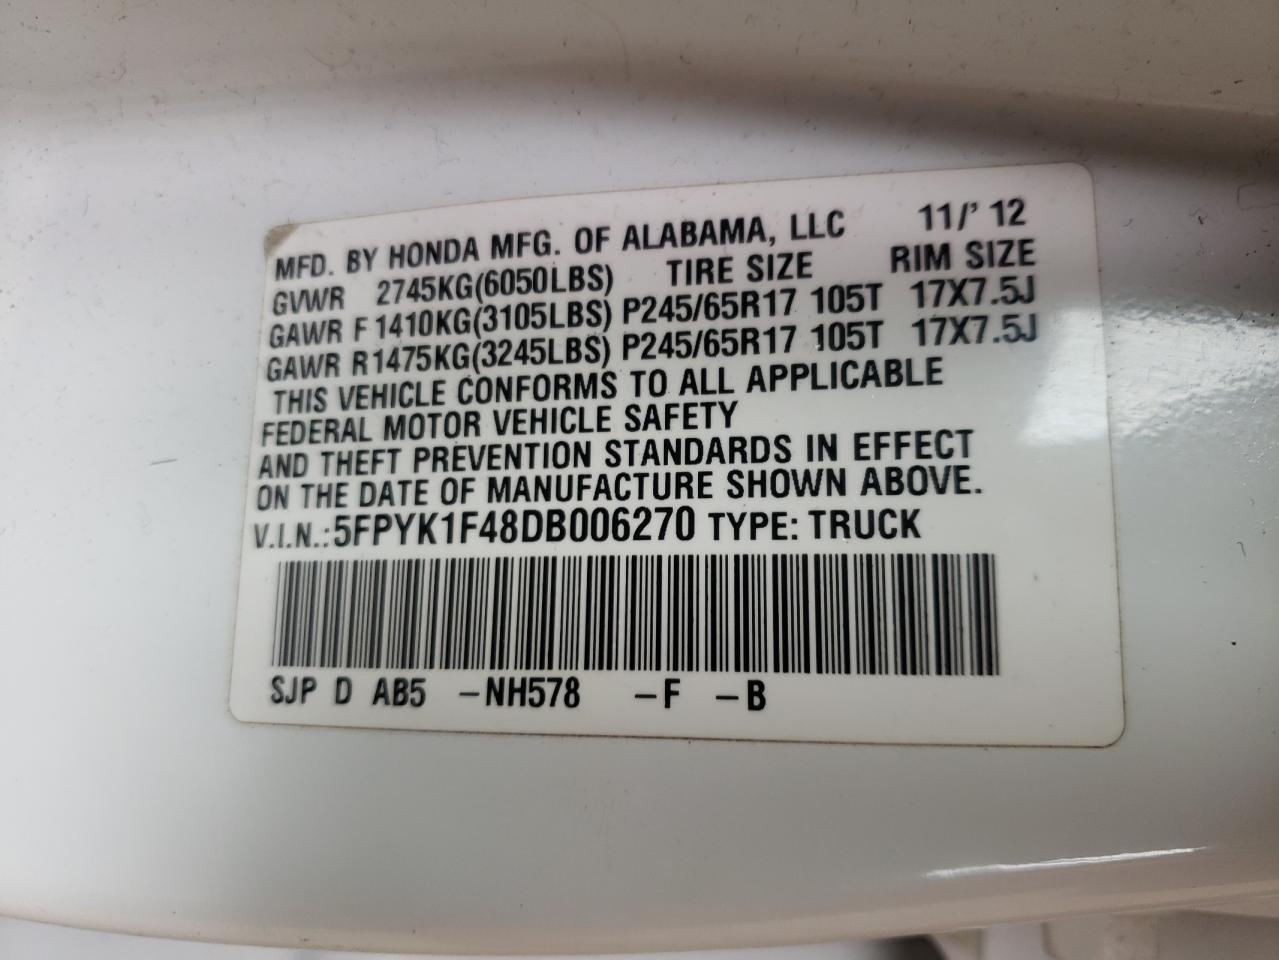 MFD. BY HONDA MFG. OF ALABAMA, LLC 11/' 12
GVWR 2745KG(6050LBS) TIRE SIZE RIM SIZE
GAWR F 1410KG(3105LBS) P245/65R17 105T 17X7.5J
GAWR R1475KG(3245LBS) P245/65R17 105T 17X7.5J
THIS VEHICLE CONFORMS TO ALL APPLICABLE
FEDERAL MOTOR VEHICLE SAFETY
AND THEFT PREVENTION STANDARDS IN EFFECT
ON THE DATE OF MANUFACTURE SHOWN ABOVE.
V.I.N.:5FPYK1F48DB006270 TYPE: TRUCK
SJP D AB5 -NH578 -F -B